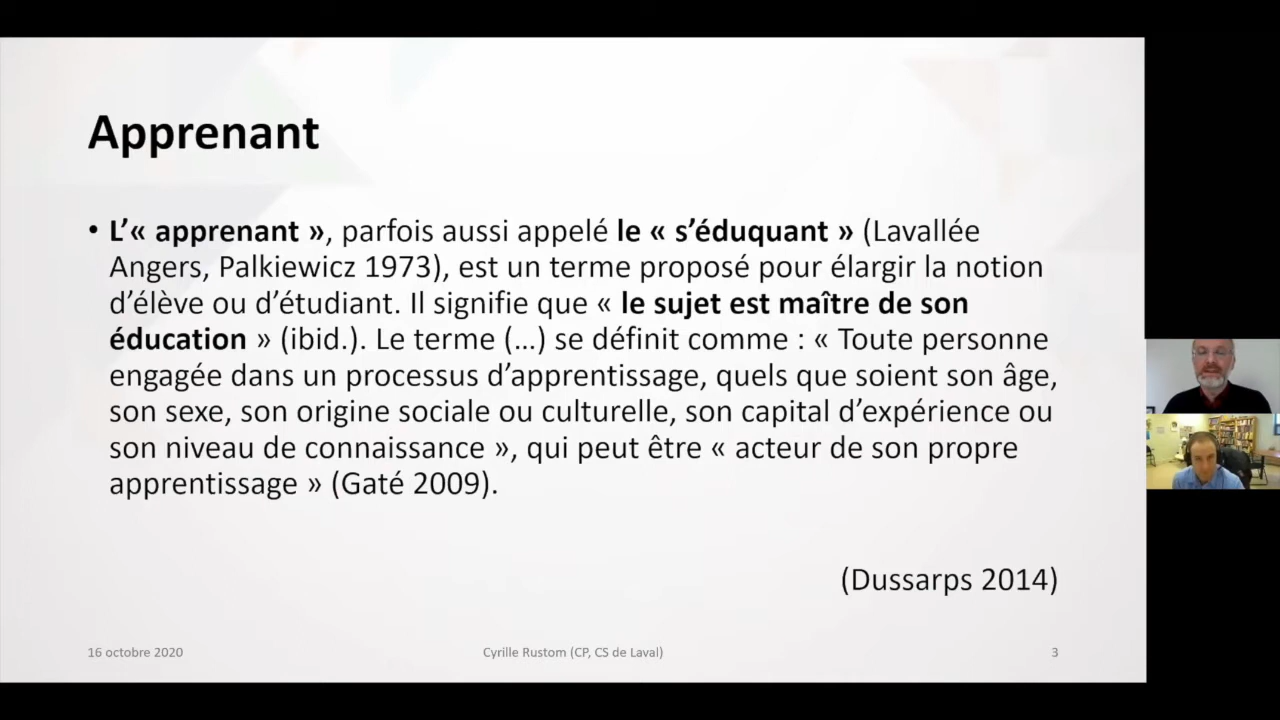 Apprenant
• L’« apprenant », parfois aussi appelé le « s’éduquant » (Lavallée
Angers, Palkiewicz 1973), est un terme proposé pour élargir la notion
d’élève ou d’étudiant. Il signifie que « le sujet est maître de son
éducation » (ibid.). Le terme (…) se définit comme : « Toute personne
engagée dans un processus d’apprentissage, quels que soient son âge,
son sexe, son origine sociale ou culturelle, son capital d’expérience ou
son niveau de connaissance », qui peut être « acteur de son propre
apprentissage » (Gaté 2009).
(Dussarps 2014)
16 octobre 2020
Cyrille Rustom (CP, CS de Laval)
3